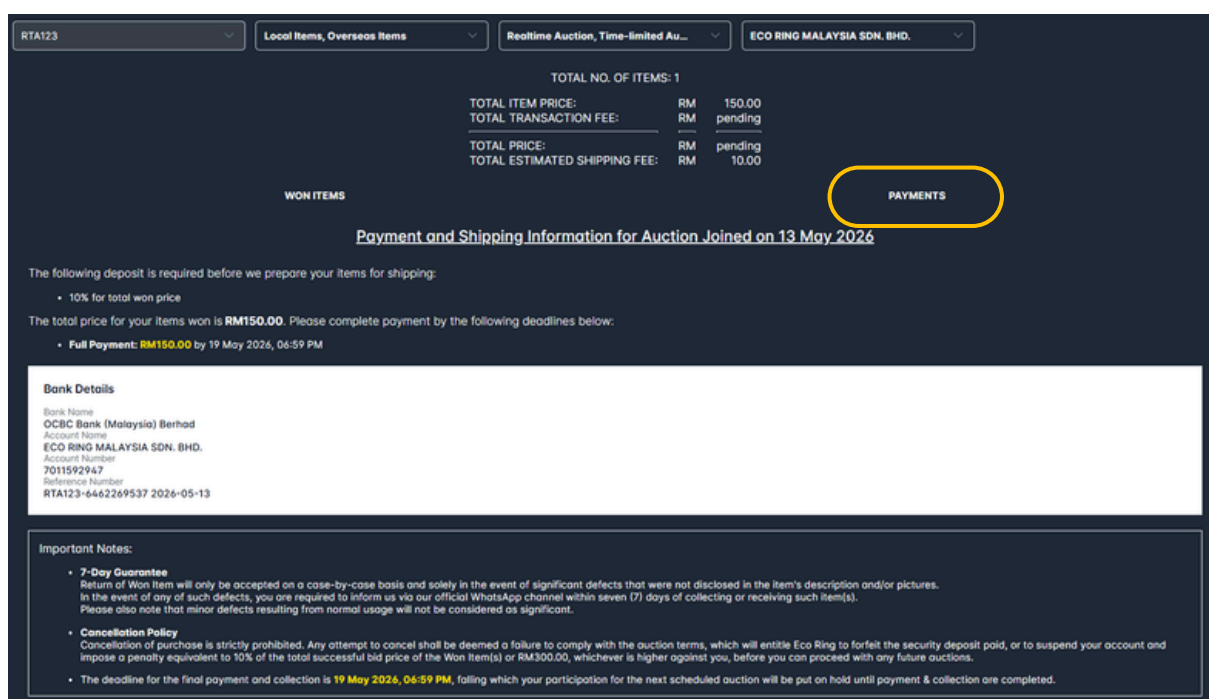 RTA123
Local Items, Overseas Items
Realtime Auction, Time-limited Au...
ECO RING MALAYSIA SDN. BHD.
TOTAL NO. OF ITEMS: 1
TOTAL ITEM PRICE: RM 150.00
TOTAL TRANSACTION FEE: RM pending
TOTAL PRICE: RM pending
TOTAL ESTIMATED SHIPPING FEE: RM 10.00
WON ITEMS
PAYMENTS
Payment and Shipping Information for Auction Joined on 13 May 2026
The following deposit is required before we prepare your items for shipping:
• 10% for total won price
The total price for your items won is RM150.00. Please complete payment by the following deadlines below:
• Full Payment: RM150.00 by 19 May 2026, 06:59 PM
Bank Details
Bank Name
OCBC Bank (Malaysia) Berhad
Account Name
ECO RING MALAYSIA SDN. BHD.
Account Number
7011592947
Reference Number
RTA123-6462269537 2026-05-13
Important Notes:
• 7-Day Guarantee
Return of Won Item will only be accepted on a case-by-case basis and solely in the event of significant defects that were not disclosed in the item's description and/or pictures.
In the event of any of such defects, you are required to inform us via our official WhatsApp channel within seven (7) days of collecting or receiving such item(s).
Please also note that minor defects resulting from normal usage will not be considered as significant.
• Cancellation Policy
Cancellation of purchase is strictly prohibited. Any attempt to cancel shall be deemed a failure to comply with the auction terms, which will entitle Eco Ring to forfeit the security deposit paid, or to suspend your account and
impose a penalty equivalent to 10% of the total successful bid price of the Won Item(s) or RM300.00, whichever is higher against you, before you can proceed with any future auctions.
• The deadline for the final payment and collection is 19 May 2026, 06:59 PM, failing which your participation for the next scheduled auction will be put on hold until payment & collection are completed.